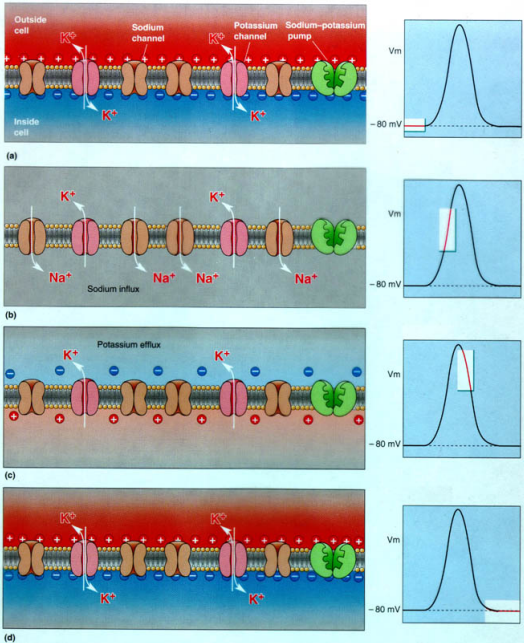 Outside
cell
K+
Sodium
channel
K+
Potassium
channel
Sodium–potassium
pump
K+
K+
Inside
cell
Vm
– 80 mV
(a)
K+
K+
Na+
Na+
Na+
Na+
Sodium influx
Vm
– 80 mV
(b)
Potassium efflux
K+
K+
Vm
– 80 mV
(c)
K+
K+
K+
K+
Vm
– 80 mV
(d)